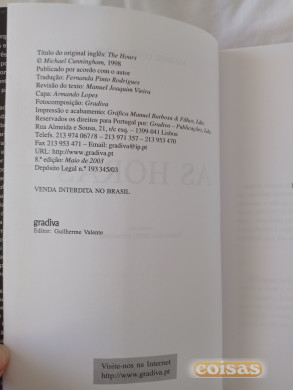 Título do original inglês: The Hours
© Michael Cunningham, 1998
Publicado por acordo com o autor
Tradução: Fernanda Pinto Rodrigues
Revisão do texto: Manuel Joaquim Vieira
Capa: Armando Lopes
Fotocomposição: Gradiva
Impressão e acabamento: Gráfica Manuel Barbosa & Filhos, Lda.
Reservados os direitos para Portugal por: Gradiva — Publicações, Lda.
Rua Almeida e Sousa, 21, r/c esq. — 1399-041 Lisboa
Telefs. 213 974 067/8 — 213 971 357 — 213 953 470
Fax 213 953 471 — Email: gradiva@ip.pt
URL: http://www.gradiva.pt
8.ª edição: Maio de 2003
Depósito Legal n.º 193345/03
VENDA INTERDITA NO BRASIL
gradiva
Editor: Guilherme Valente
Visite-nos na Internet
http://www.gradiva.pt
coisas